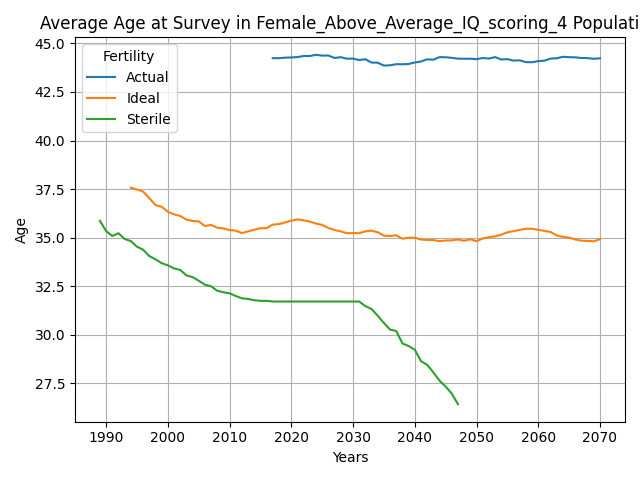 Average Age at Survey in Female_Above_Average_IQ_scoring_4 Populati
Fertility
Actual
Ideal
Sterile
45.0
42.5
40.0
37.5
35.0
32.5
30.0
27.5
Age
1990 2000 2010 2020 2030 2040 2050 2060 2070
Years